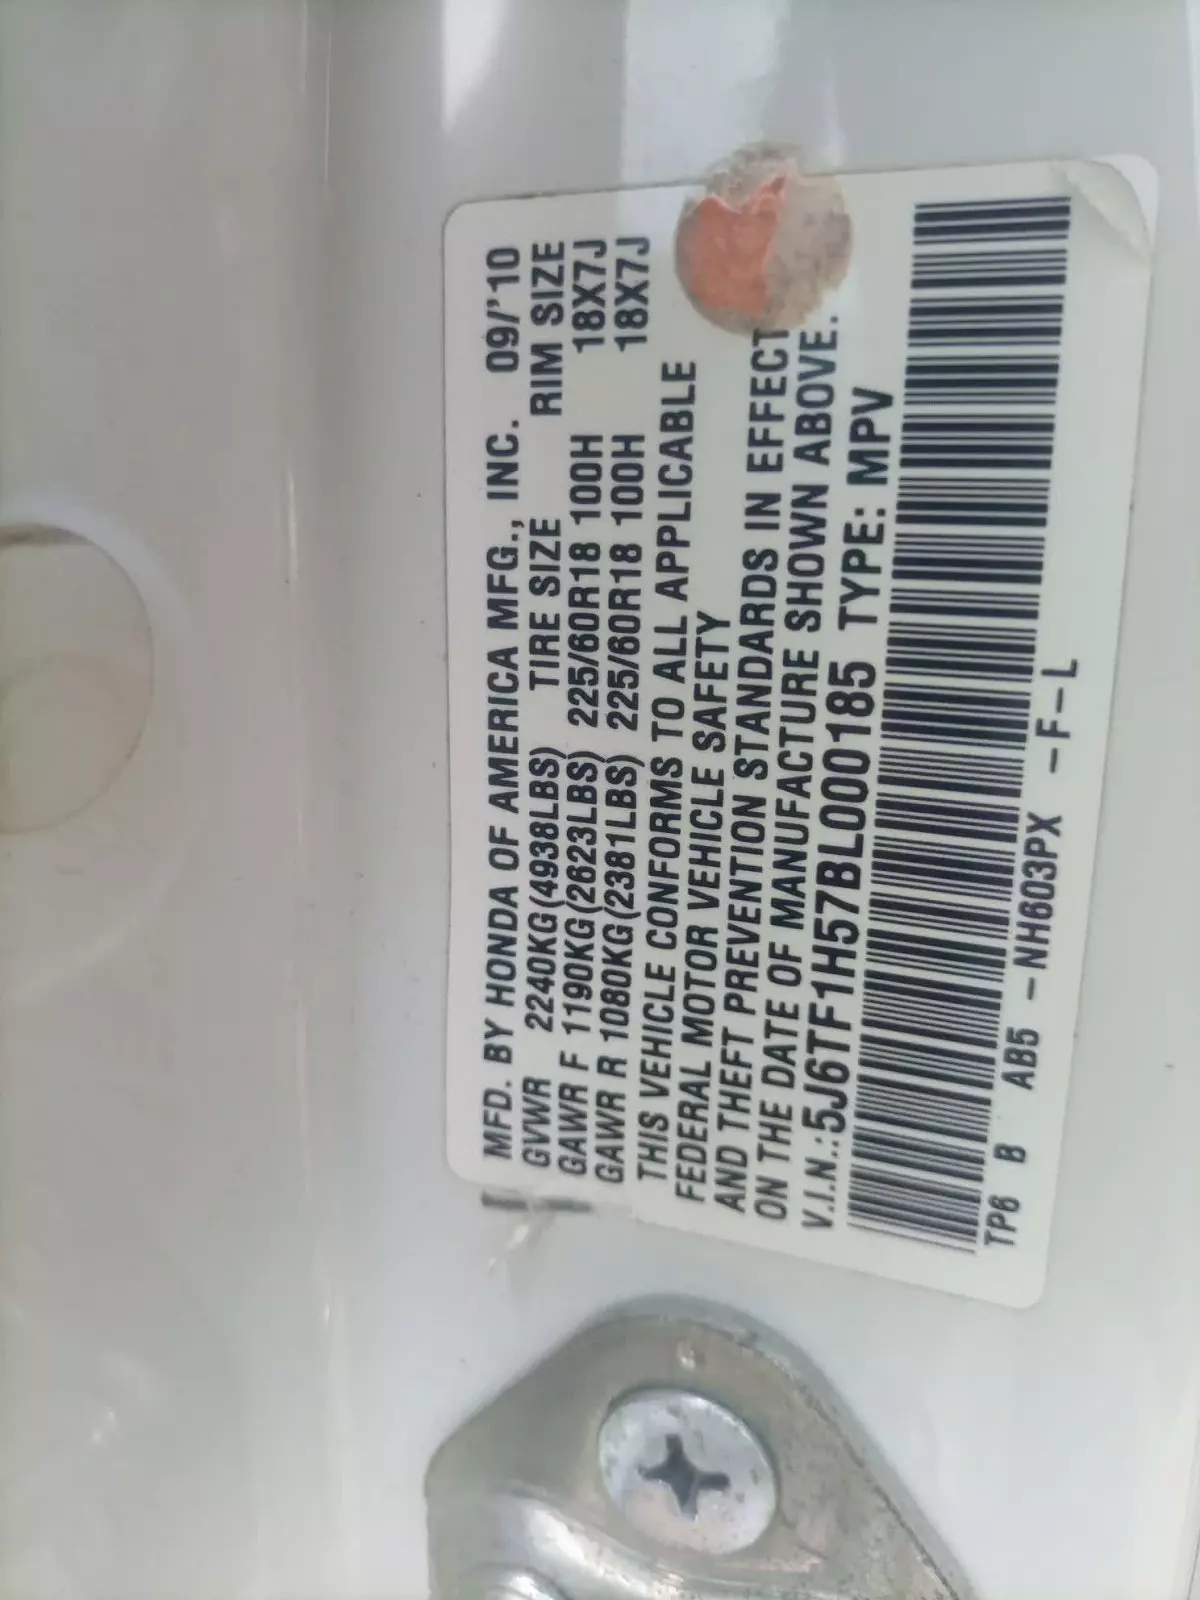 MFD. BY HONDA OF AMERICA MFG., INC. 09/'10
GVWR 2240KG(4938LBS) TIRE SIZE RIM SIZE
GAWR F 1190KG(2623LBS) 225/60R18 100H 18X7J
GAWR R 1080KG(2381LBS) 225/60R18 100H 18X7J
THIS VEHICLE CONFORMS TO ALL APPLICABLE
FEDERAL MOTOR VEHICLE SAFETY
AND THEFT PREVENTION STANDARDS IN EFFECT
ON THE DATE OF MANUFACTURE SHOWN ABOVE.
V.I.N.:5J6TF1H57BL000185 TYPE: MPV
TP6 B AB5 -NH603PX -F-L